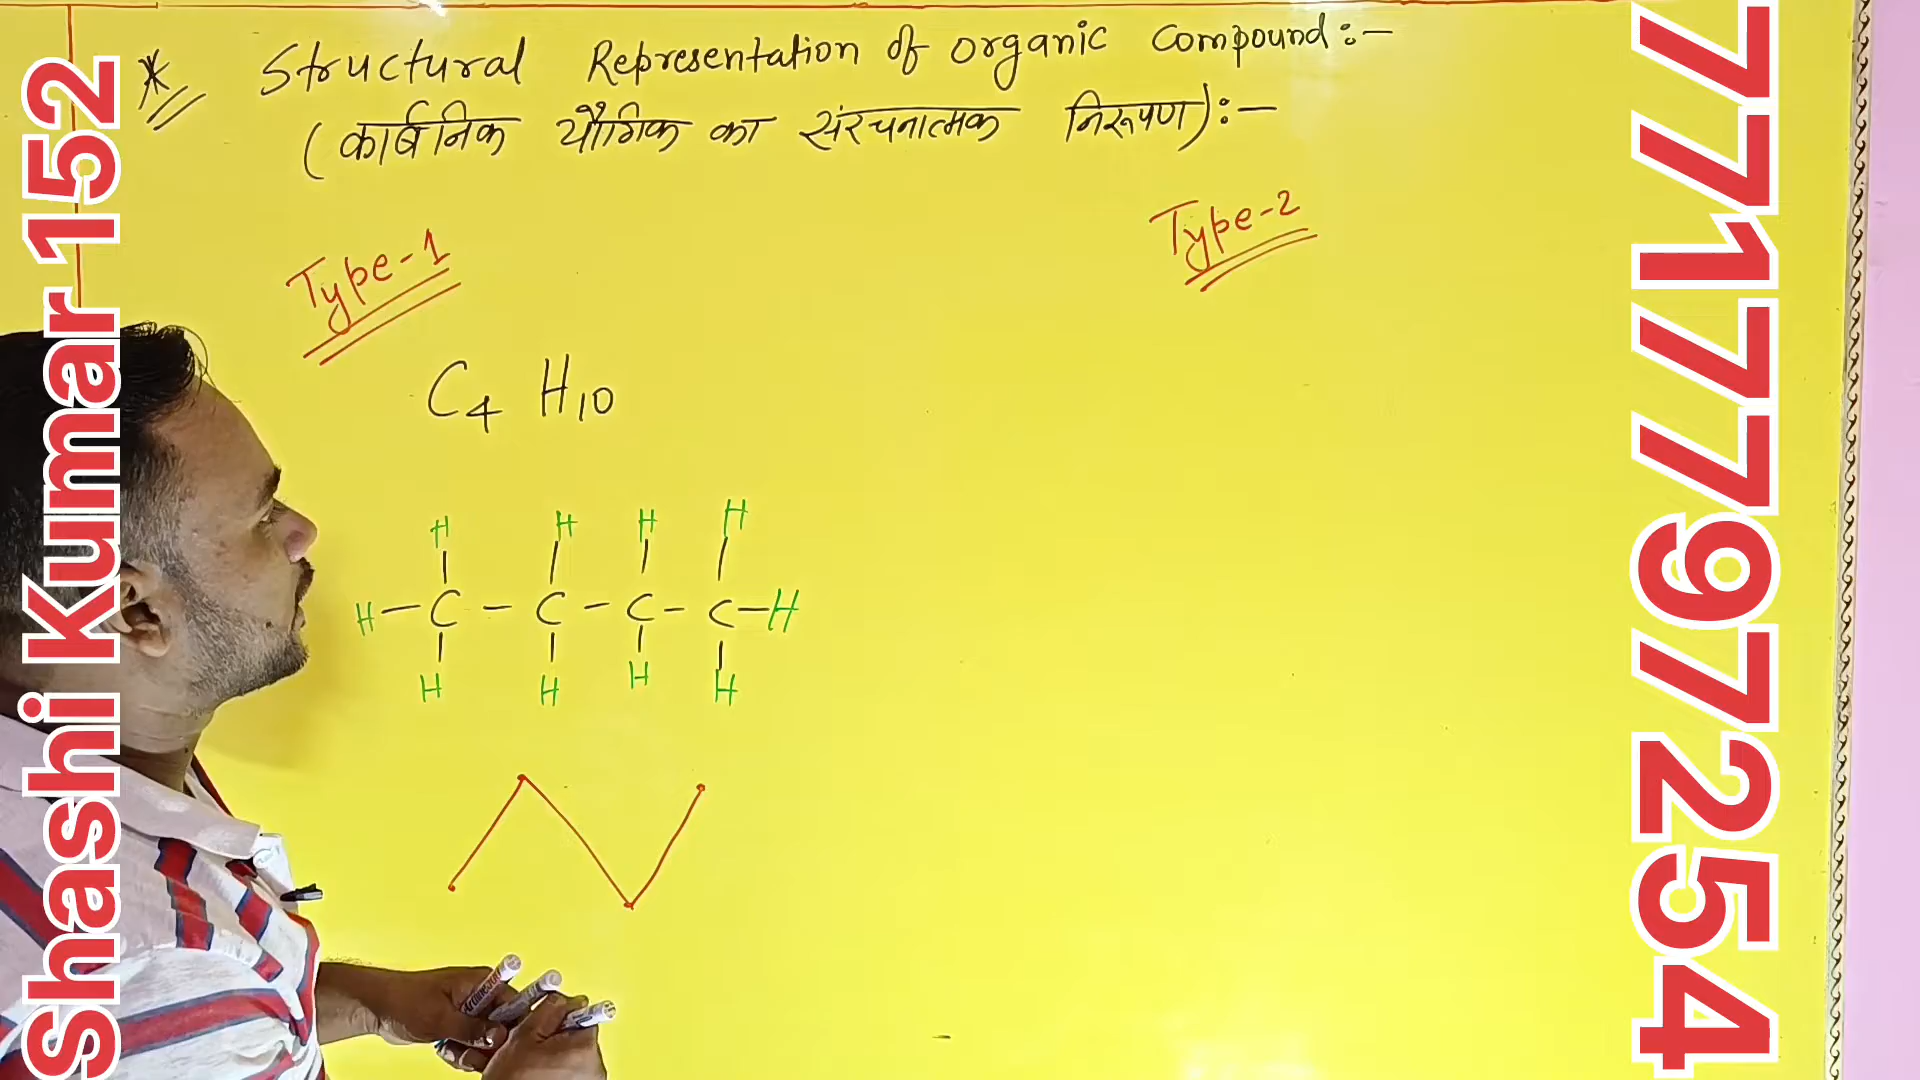 Structural Representation of organic Compound:-
(कार्बनिक यौगिक का संरचनात्मक निरूपण):-
Type-1
Type-2
C4 H10
H H H H
H-C-C-C-C-H
H H H H
Shashi Kumar 152
7717797254